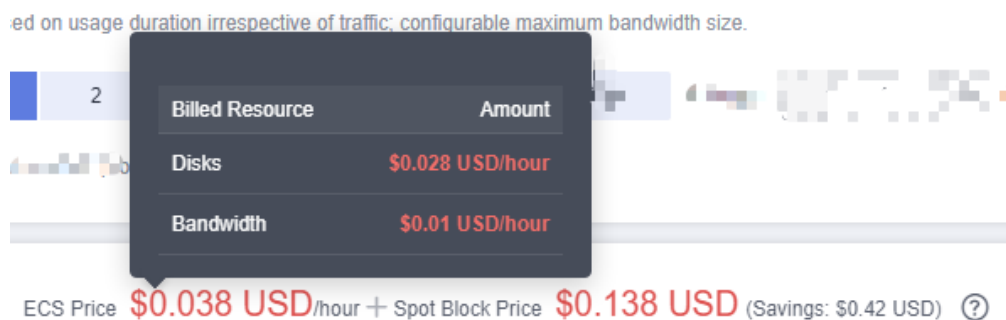 ed on usage duration irrespective of traffic; configurable maximum bandwidth size.
2
Billed Resource Amount
Disks $0.028 USD/hour
Bandwidth $0.01 USD/hour
ECS Price $0.038 USD/hour + Spot Block Price $0.138 USD (Savings: $0.42 USD) ?